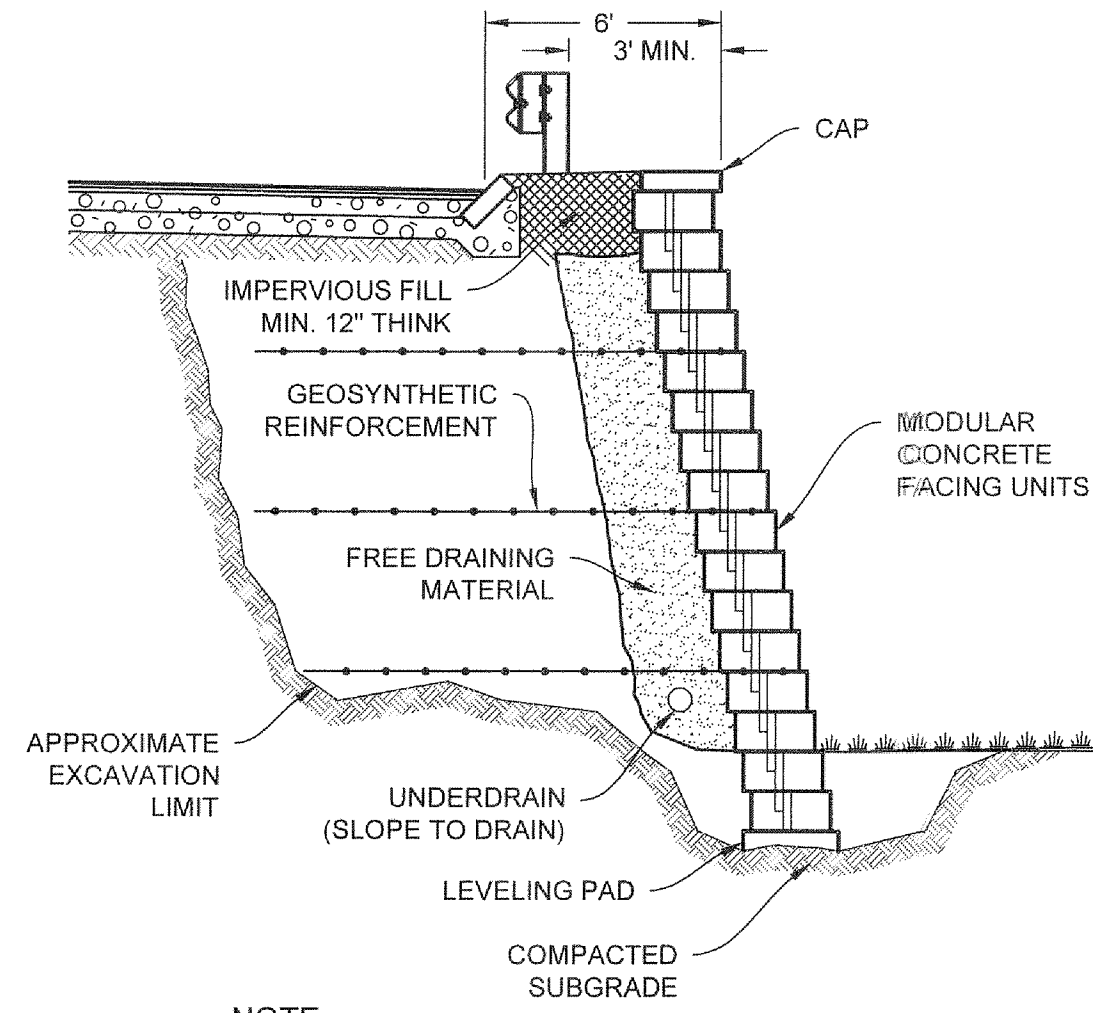 6'
3' MIN.
CAP
IMPERVIOUS FILL
MIN. 12" THINK
GEOSYNTHETIC
REINFORCEMENT
MODULAR
CONCRETE
FACING UNITS
FREE DRAINING
MATERIAL
APPROXIMATE
EXCAVATION
LIMIT
UNDERDRAIN
(SLOPE TO DRAIN)
LEVELING PAD
COMPACTED
SUBGRADE
NOTE